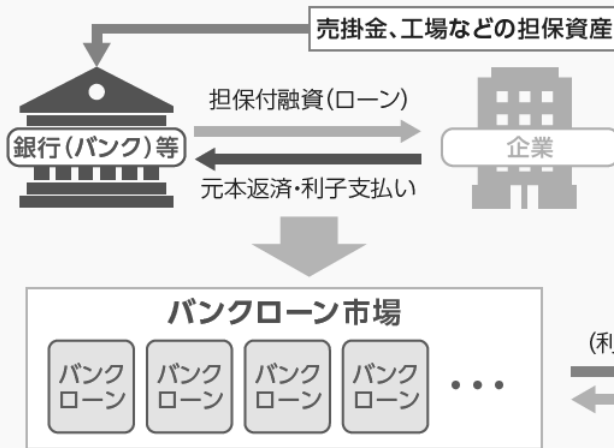 売掛金、工場などの担保資産
担保付融資(ローン)
銀行(バンク)等
企業
元本返済・利子支払い
バンクローン市場
バンク
ローン
バンク
ローン
バンク
ローン
バンク
ローン
・・・
(利